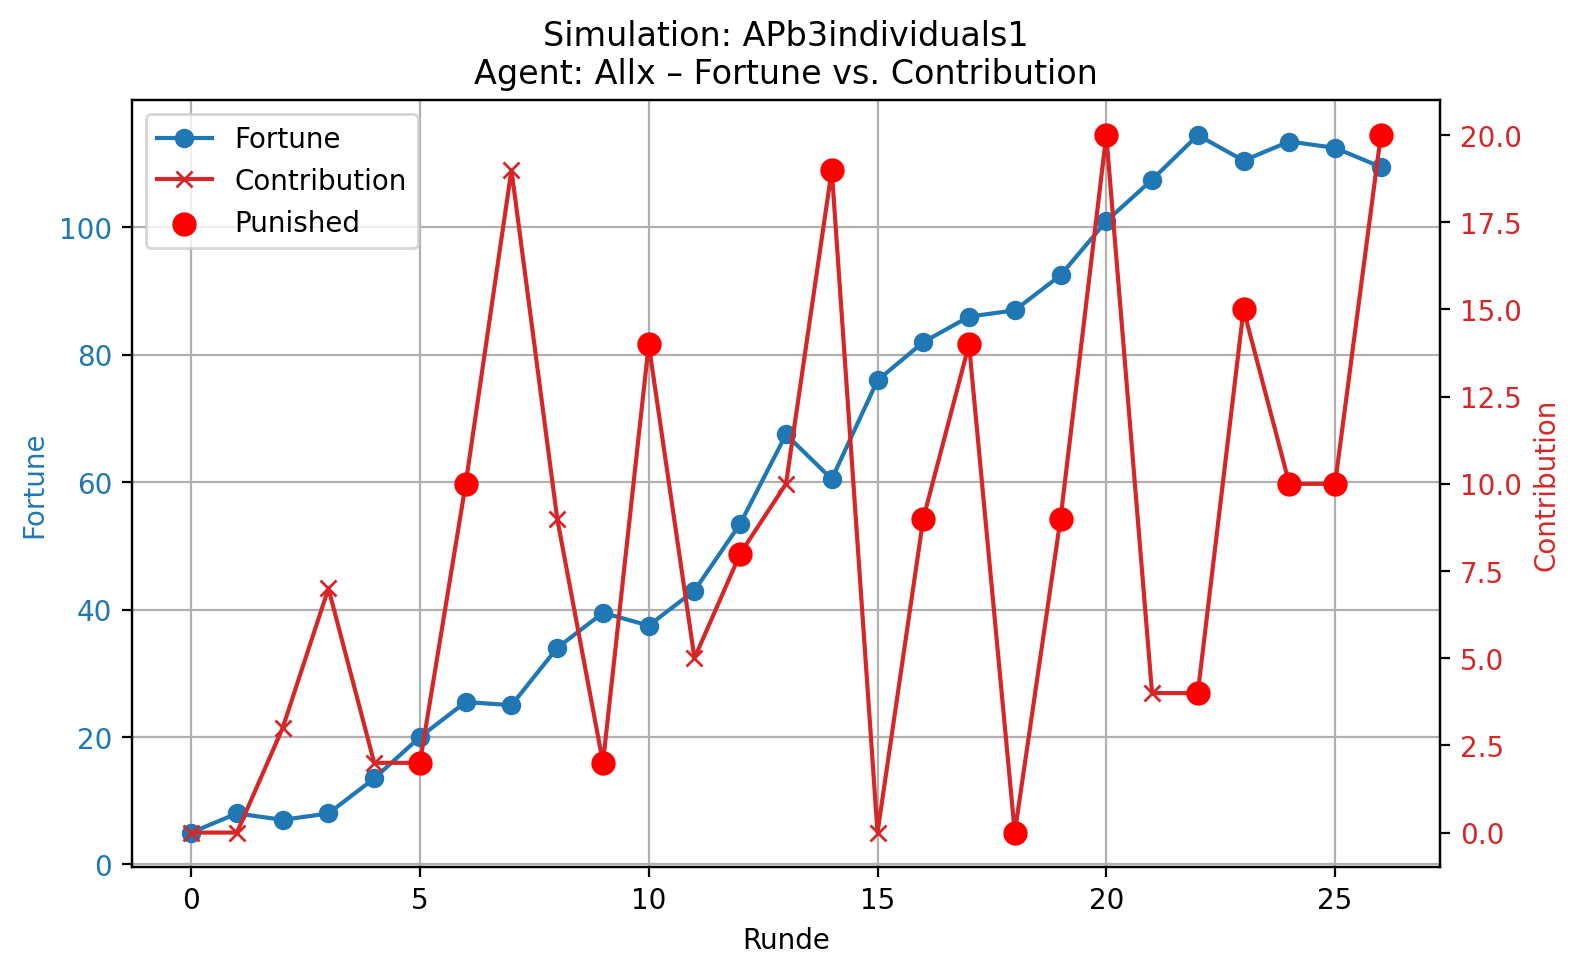 Simulation: APb3individuals1
Agent: Allx – Fortune vs. Contribution
Fortune
Contribution
Punished
Fortune
100
80
60
40
20
0
20.0
17.5
15.0
12.5
10.0
7.5
5.0
2.5
0.0
Contribution
0 5 10 15 20 25
Runde